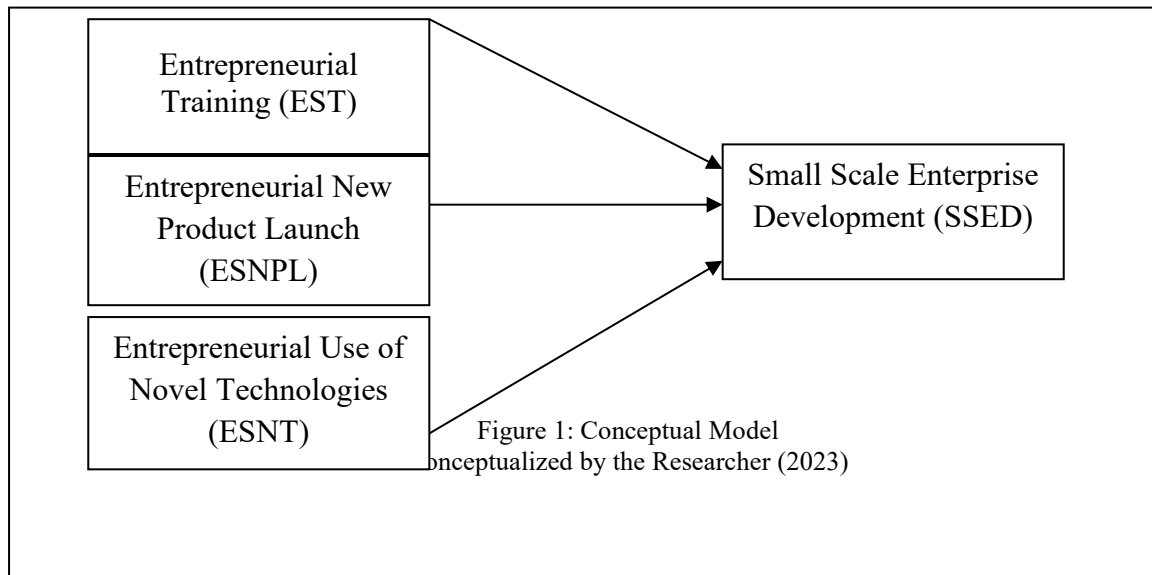 Entrepreneurial
Training (EST)
Entrepreneurial New
Product Launch
(ESNPL)
Small Scale Enterprise
Development (SSED)
Entrepreneurial Use of
Novel Technologies
(ESNT)
Figure 1: Conceptual Model
onceptualized by the Researcher (2023)